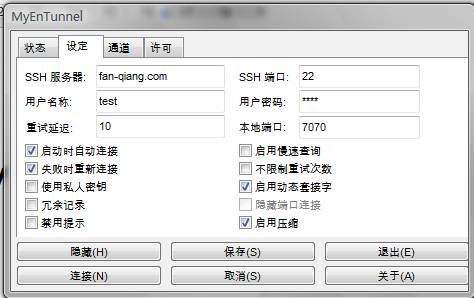 MyEnTunnel
状态 设定 通道 许可
SSH 服务器: fan-qiang.com SSH 端口: 22
用户名称: test 用户密码: ****
重试延迟: 10 本地端口: 7070
启动时自动连接 启用慢速查询
失败时重新连接 不限制重试次数
使用私人密钥 启用动态套接字
冗余记录 隐藏端口连接
禁用提示 启用压缩
隐藏(H) 保存(S) 退出(E)
连接(N) 取消(S) 关于(A)